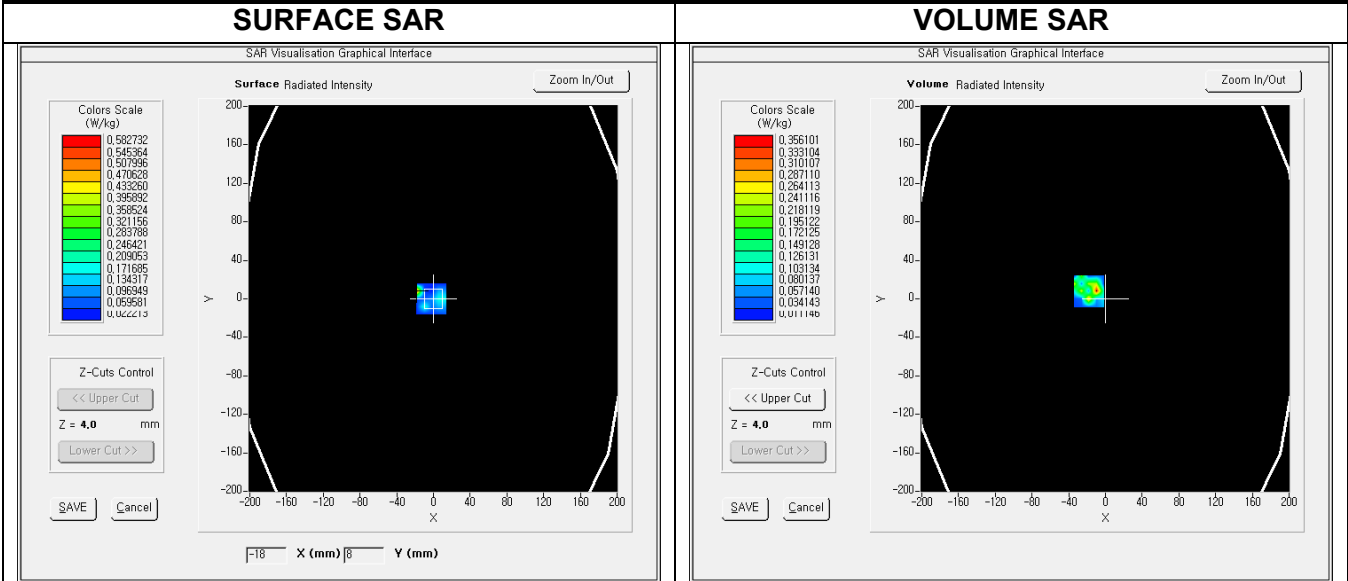 SURFACE SAR
VOLUME SAR
SAR Visualisation Graphical Interface
Surface Radiated Intensity
Zoom In/Out
Colors Scale
(W/kg)
0,582732
0,545364
0,507996
0,470628
0,433260
0,395892
0,358524
0,321156
0,283788
0,246421
0,209053
0,171685
0,134317
0,096949
0,059581
0,022213
200
160
120
80
40
0
-40
-80
-120
-160
-200
Y
-200 -160 -120 -80 -40 0 40 80 120 160 200
X
Z-Cuts Control
<< Upper Cut
Z = 4.0 mm
Lower Cut >>
SAVE Cancel
-18 X (mm) 8 Y (mm)
SAR Visualisation Graphical Interface
Volume Radiated Intensity
Zoom In/Out
Colors Scale
(W/kg)
0,356101
0,333104
0,310107
0,287110
0,264113
0,241116
0,218119
0,195122
0,172125
0,149128
0,126131
0,103134
0,080137
0,057140
0,034143
0,011146
200
160
120
80
40
0
-40
-80
-120
-160
-200
Y
-200 -160 -120 -80 -40 0 40 80 120 160 200
X
Z-Cuts Control
<< Upper Cut
Z = 4.0 mm
Lower Cut >>
SAVE Cancel